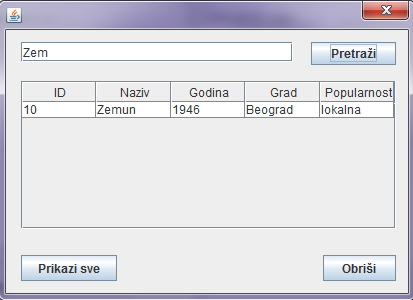 Zem Pretraži
ID Naziv Godina Grad Popularnost
10 Zemun 1946 Beograd lokalna
Prikazi sve Obriši